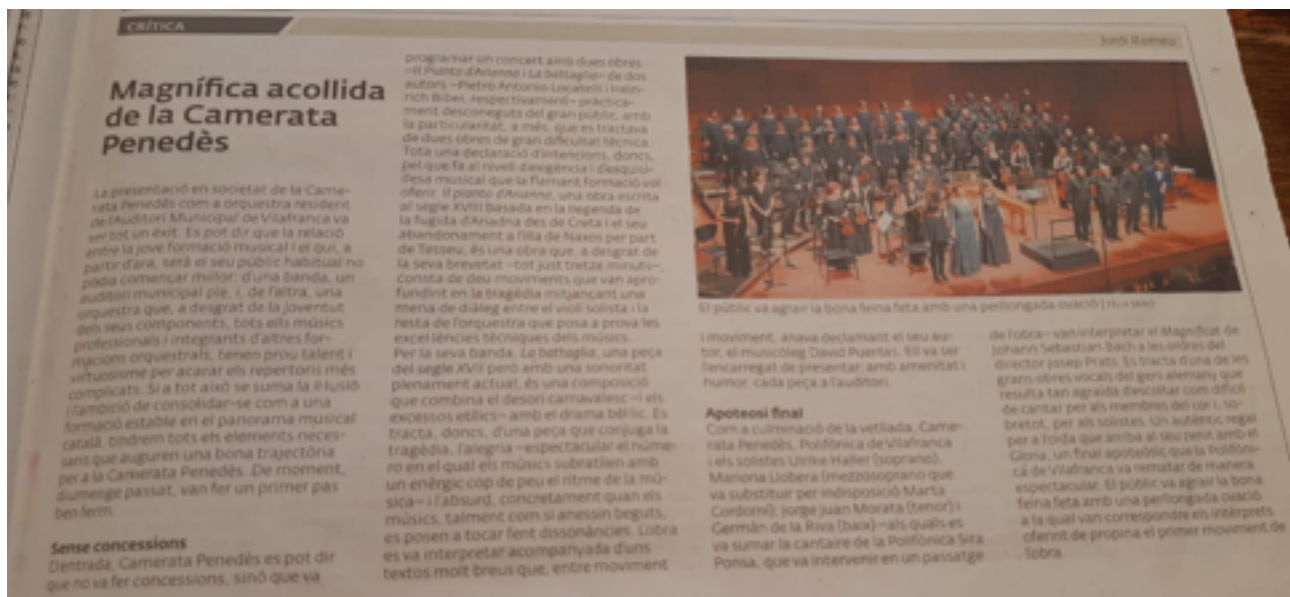 CRÍTICA
Jordi Romeu
Magnífica acollida
de la Camerata
Penedès
La presentació en societat de la Came-
rata Penedès com a orquestra resident
de l'Auditori Municipal de Vilafranca va
ser tot un èxit. Es pot dir que la relació
entre la jove formació musical i el qui, a
partir d'ara, serà el seu públic habitual no
podia començar millor: d'una banda, un
auditori municipal ple, i, de l'altra, una
orquestra que, a desgrat de la joventut
dels seus components, tots ells músics
professionals i integrants d'altres for-
macions orquestrals, tenen prou talent i
virtuosisme per acarar els repertoris més
complicats. Si a tot això se suma la il·lusió
i l'ambició de consolidar-se com a una
formació estable en el panorama musical
català, tindrem tots els elements neces-
saris que auguren una bona trajectòria
per a la Camerata Penedès. De moment,
diumenge passat, van fer un primer pas
ben ferm.
Sense concessions
D'entrada, Camerata Penedès es pot dir
que no va fer concessions, sinó que va
programar un concert amb dues obres
–Il Pianto d'Arianna i La battaglia– de dos
autors –Pietro Antonio Locatelli i Hein-
rich Biber, respectivament– pràctica-
ment desconeguts del gran públic, amb
la particularitat, a més, que es tractava
de dues obres de gran dificultat tècnica.
Tota una declaració d'intencions, doncs,
pel que fa al nivell d'exigència i d'exquisi-
desa musical que la flamant formació vol
oferir. Il pianto d'Arianna, una obra escrita
al segle XVIII basada en la llegenda de
la fugida d'Ariadna des de Creta i el seu
abandonament a l'illa de Naxos per part
de Tesseu, és una obra que, a desgrat de
la seva brevetat –tot just tretze minuts–,
consta de deu moviments que van apro-
fundint en la tragèdia mitjançant una
mena de diàleg entre el violí solista i la
resta de l'orquestra que posa a prova les
excel·lències tècniques dels músics.
Per la seva banda, La battaglia, una peça
del segle XVII però amb una sonoritat
plenament actual, és una composició
que combina el desori carnavalesc –i els
excessos etílics– amb el drama bèl·lic. Es
tracta, doncs, d'una peça que conjuga la
tragèdia, l'alegria –espectacular el núme-
ro en el qual els músics subratllen amb
un enèrgic cop de peu el ritme de la mú-
sica– i l'absurd, concretament quan els
músics, talment com si anessin beguts,
es posen a tocar fent dissonàncies. L'obra
es va interpretar acompanyada d'uns
textos molt breus que, entre moviment
El públic va agrair la bona feina feta amb una perllongada ovació | FÈLIX MIRÓ
i moviment, anava declamant el seu au-
tor, el musicòleg David Puertas. Ell va ser
l'encarregat de presentar, amb amenitat i
humor, cada peça a l'auditori.
Apoteosi final
Com a culminació de la vetllada, Came-
rata Penedès, Polifònica de Vilafranca
i els solistes Ulrike Haller (soprano),
Mariona Llobera (mezzosoprano que
va substituir per indisposició Marta
Cordomí), Jorge Juan Morata (tenor) i
Germán de la Riva (baix) –als quals es
va sumar la cantaire de la Polifònica Sira
Ponsa, que va intervenir en un passatge
de l'obra– van interpretar el Magnificat de
Johann Sebastian Bach a les ordres del
director Josep Prats. Es tracta d'una de les
grans obres vocals del geni alemany que
resulta tan agraïda d'escoltar com difícil
de cantar per als membres del cor i, so-
bretot, per als solistes. Un autèntic regal
per a l'oïda que arriba al seu zenit amb el
Gloria, un final apoteòsic que la Polifòni-
ca de Vilafranca va rematar de manera
espectacular. El públic va agrair la bona
feina feta amb una perllongada ovació
a la qual van correspondre els intèrprets
oferint de propina el primer moviment de
l'obra.